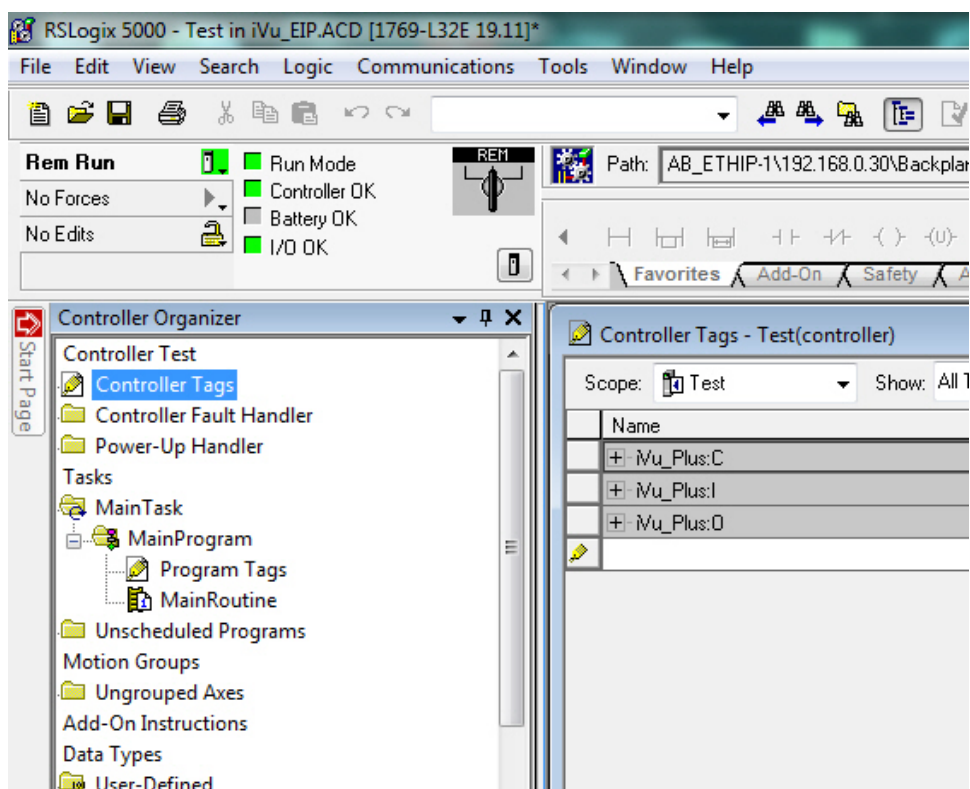 RSLogix 5000 - Test in iVu_EIP.ACD [1769-L32E 19.11]*
File Edit View Search Logic Communications Tools Window Help
Rem Run
No Forces
No Edits
Run Mode
Controller OK
Battery OK
I/O OK
REM
Path: AB_ETHIP-1\192.168.0.30\Backplan
Favorites Add-On Safety A
Start Page
Controller Organizer
Controller Test
Controller Tags
Controller Fault Handler
Power-Up Handler
Tasks
MainTask
MainProgram
Program Tags
MainRoutine
Unscheduled Programs
Motion Groups
Ungrouped Axes
Add-On Instructions
Data Types
User-Defined
Controller Tags - Test(controller)
Scope: Test Show: All T
Name
iVu_Plus:C
iVu_Plus:I
iVu_Plus:O